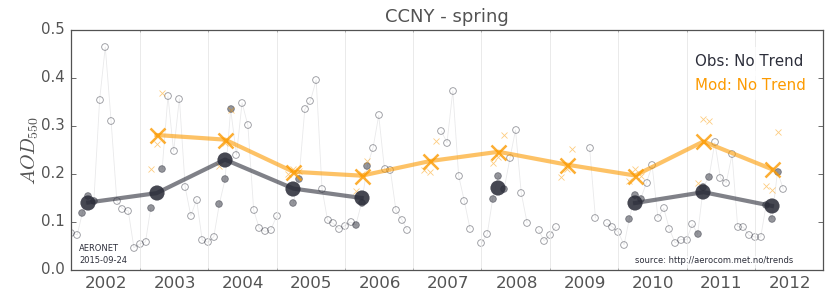 CCNY - spring
0.5
0.4
0.3
0.2
0.1
0.0
AOD550
Obs: No Trend
Mod: No Trend
AERONET
2015-09-24
source: http://aerocom.met.no/trends
2002 2003 2004 2005 2006 2007 2008 2009 2010 2011 2012